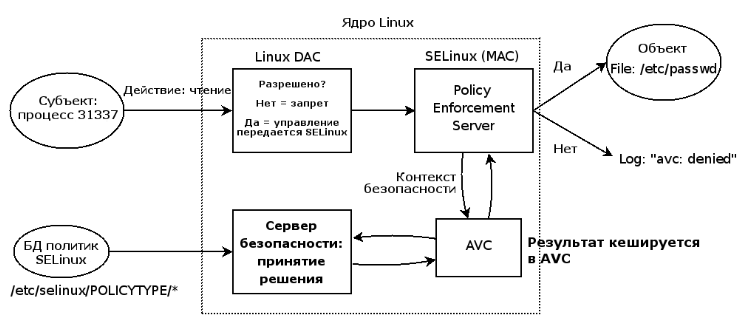 Ядро Linux
Linux DAC
SELinux (MAC)
Субъект:
процесс 31337
Действие: чтение
Разрешено?
Нет = запрет
Да = управление
передается SELinux
Policy
Enforcement
Server
Да
Объект
File: /etc/passwd
Нет
Log: "avc: denied"
Контекст
безопасности
БД политик
SELinux
/etc/selinux/POLICYTYPE/*
Сервер
безопасности:
принятие
решения
AVC
Результат кешируется
в AVC